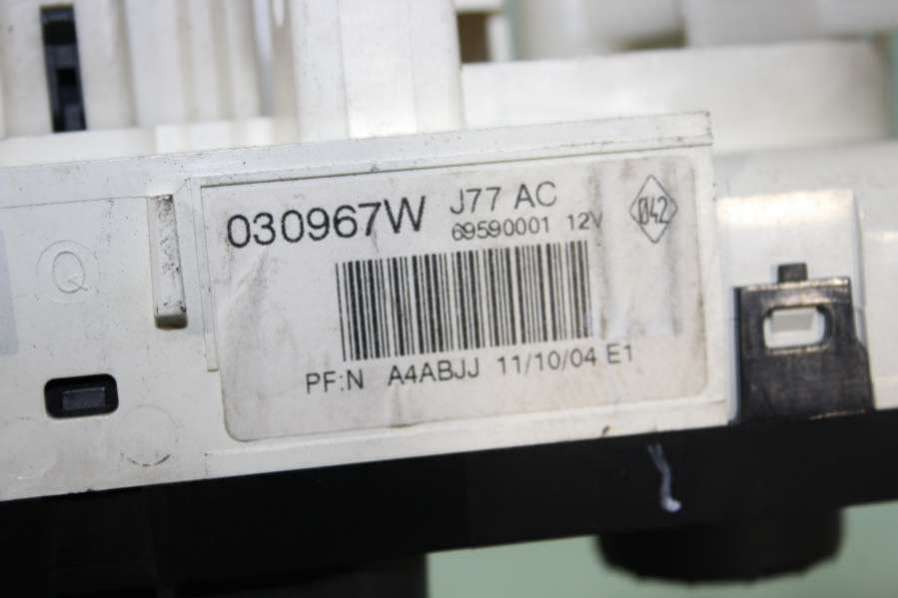 030967W J77 AC
69590001 12V
042
PF:N A4ABJJ 11/10/04 E1
Q